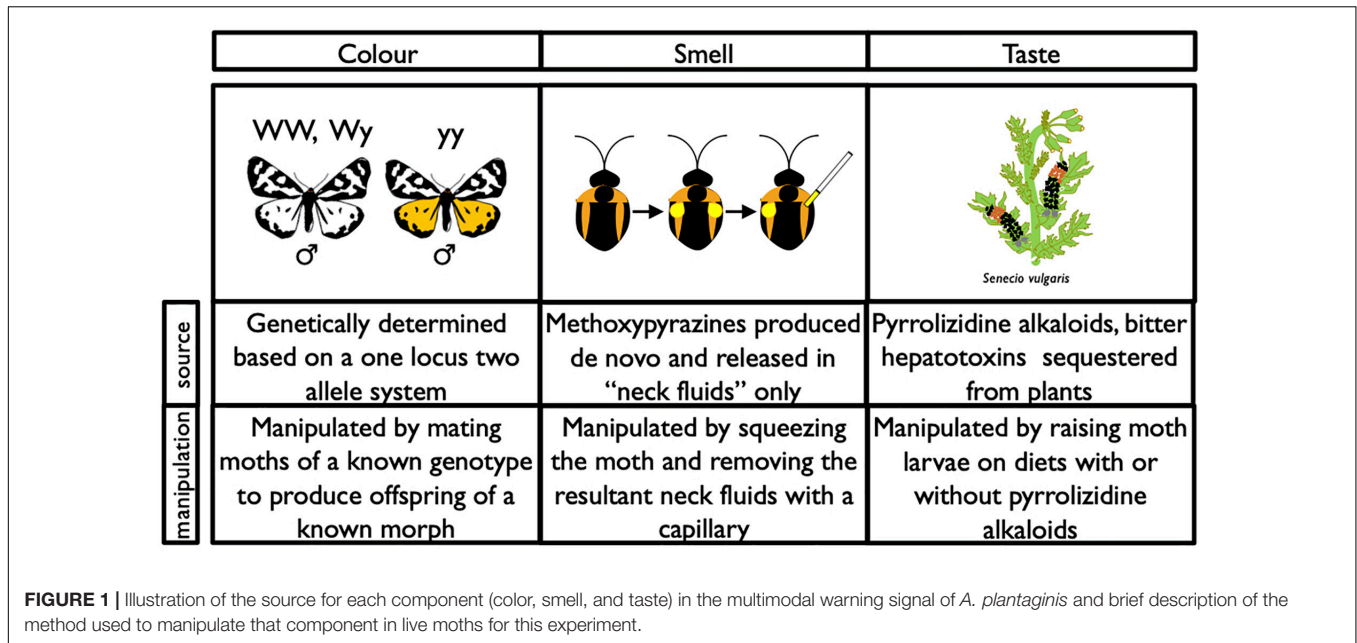 Colour
Smell
Taste
WW, Wy
yy
♂
♂
Senecio vulgaris
source
Genetically determined
based on a one locus two
allele system
Methoxypyrazines produced
de novo and released in
“neck fluids” only
Pyrrolizidine alkaloids, bitter
hepatotoxins sequestered
from plants
manipulation
Manipulated by mating
moths of a known genotype
to produce offspring of a
known morph
Manipulated by squeezing
the moth and removing the
resultant neck fluids with a
capillary
Manipulated by raising moth
larvae on diets with or
without pyrrolizidine
alkaloids
FIGURE 1 | Illustration of the source for each component (color, smell, and taste) in the multimodal warning signal of A. plantaginis and brief description of the
method used to manipulate that component in live moths for this experiment.